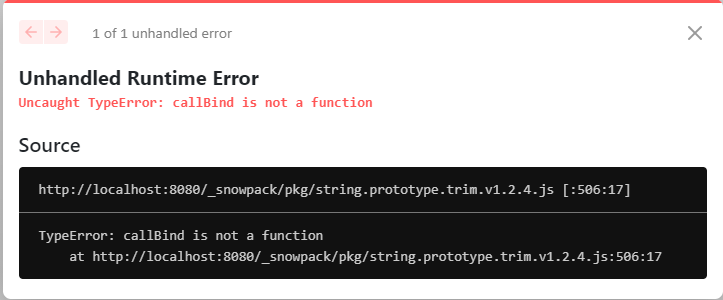 1 of 1 unhandled error
Unhandled Runtime Error
Uncaught TypeError: callBind is not a function
Source
http://localhost:8080/_snowpack/pkg/string.prototype.trim.v1.2.4.js [:506:17]
TypeError: callBind is not a function
at http://localhost:8080/_snowpack/pkg/string.prototype.trim.v1.2.4.js:506:17